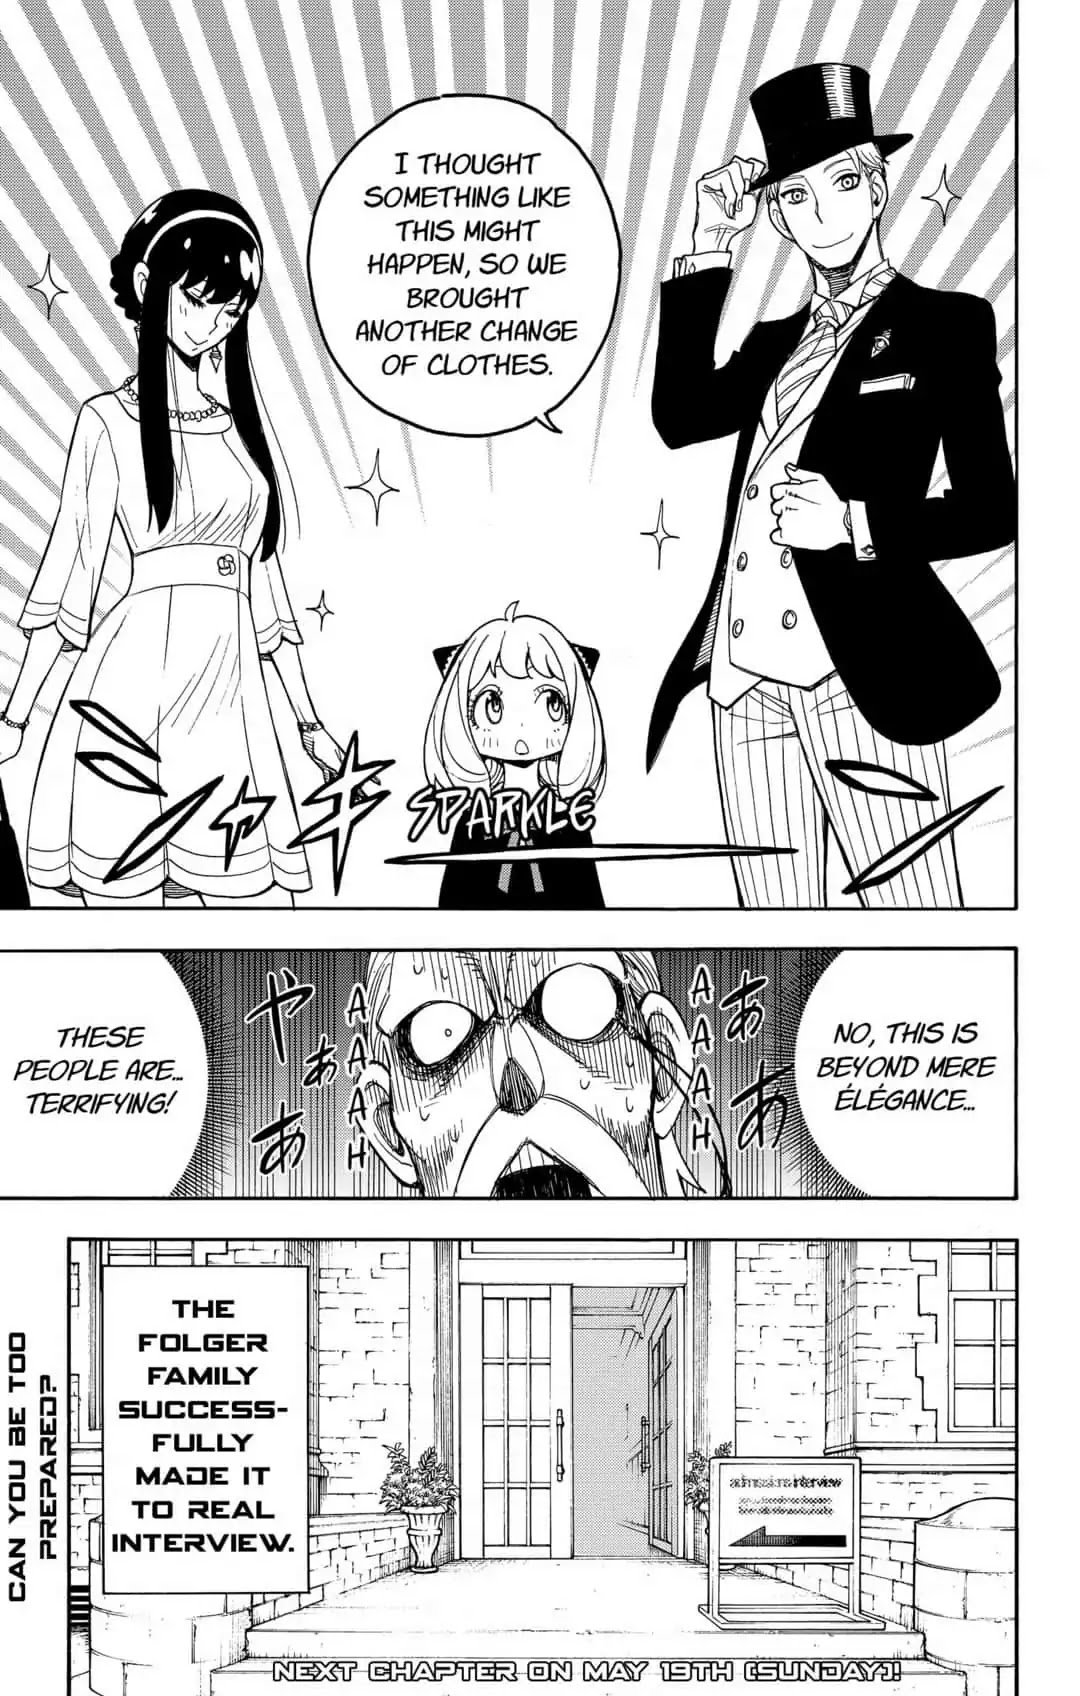 I THOUGHT
SOMETHING LIKE
THIS MIGHT
HAPPEN, SO WE
BROUGHT
ANOTHER CHANGE
OF CLOTHES.
シャキーン
SPARKLE
NO, THIS IS
BEYOND MERE
ÉLÉGANCE...
ああ
AAAAH
やぁあ
AAAAH
THESE
PEOPLE ARE...
TERRIFYING!
THE
FOLGER
FAMILY
SUCCESS-
FULLY
MADE IT
TO REAL
INTERVIEW.
admissions interview
CAN YOU BE TOO
PREPARED?
NEXT CHAPTER ON MAY 19TH (SUNDAY)!